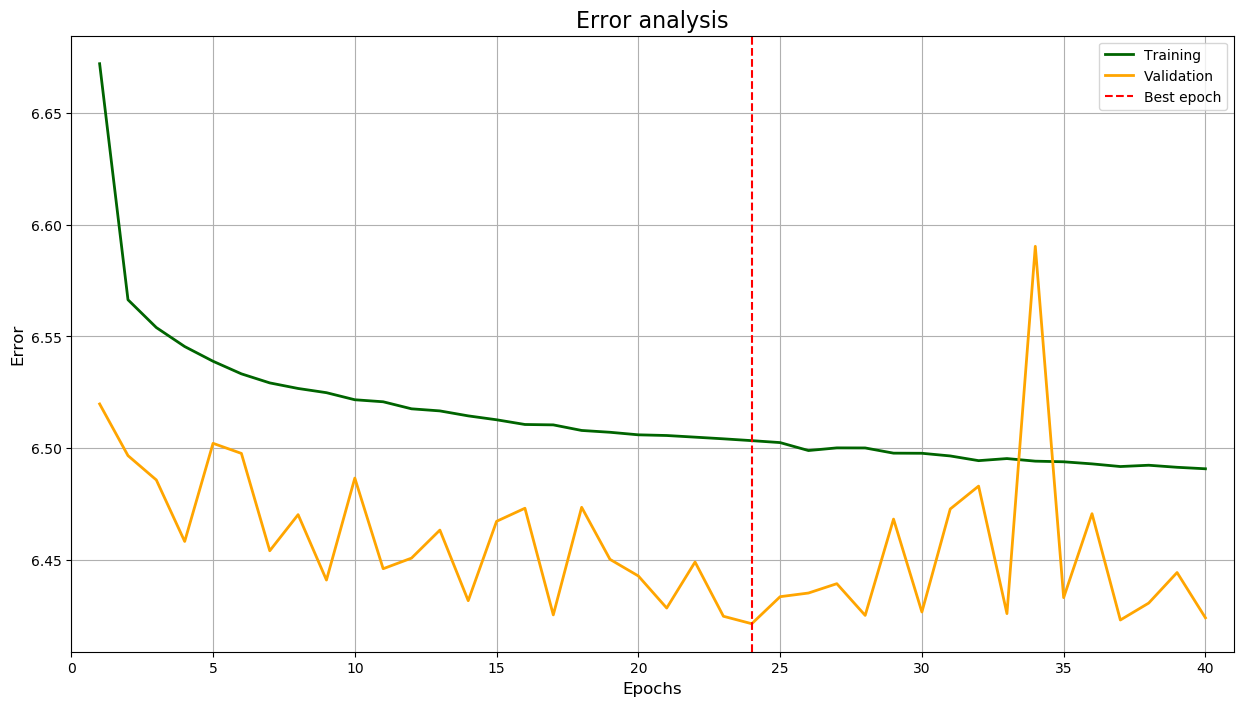 Error analysis
Training
Validation
Best epoch
Error
6.65
6.60
6.55
6.50
6.45
0 5 10 15 20 25 30 35 40
Epochs